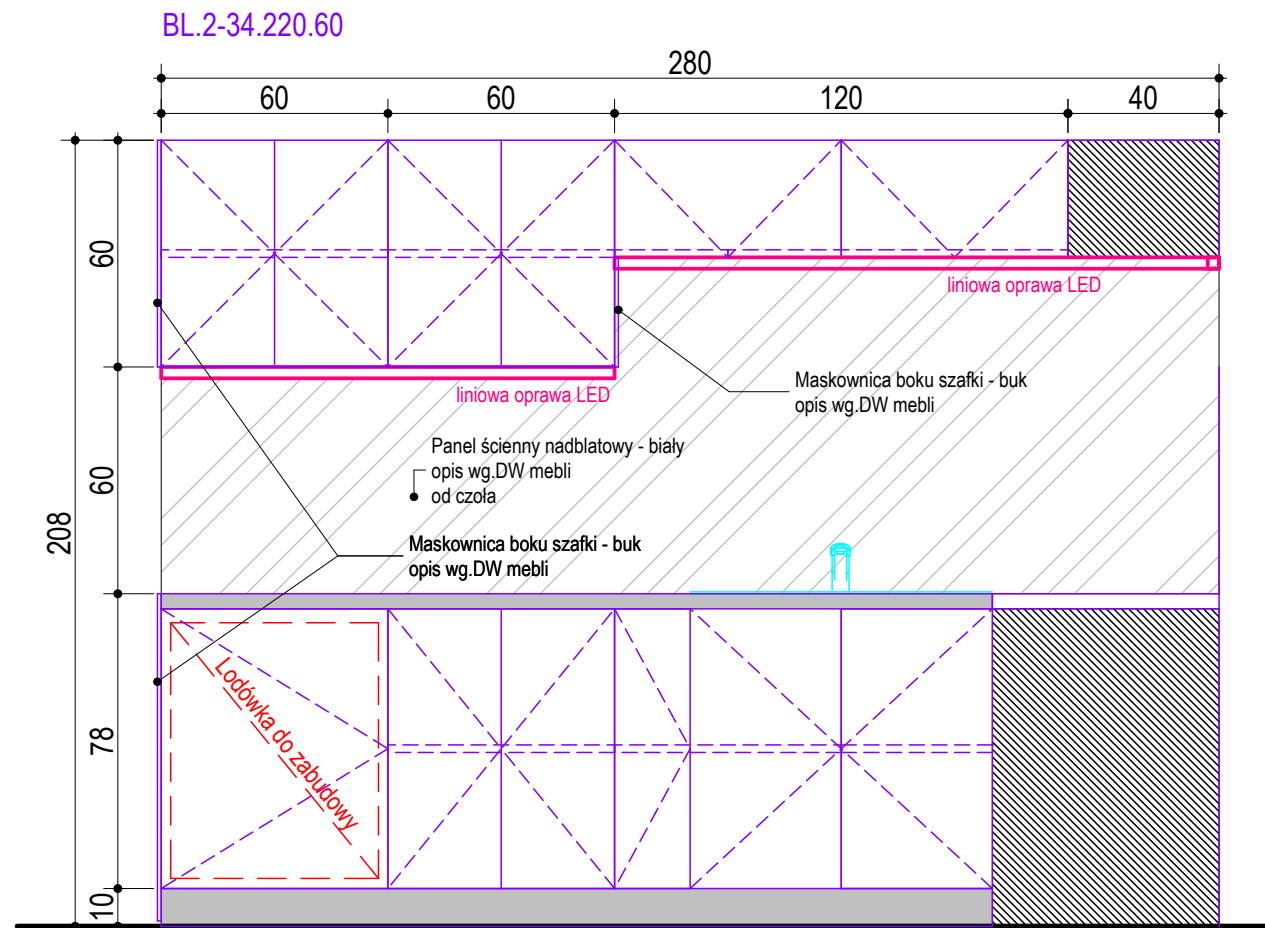 BL.2-34.220.60
280
60
60
120
40
60
liniowa oprawa LED
liniowa oprawa LED
Maskownica boku szafki - buk
opis wg.DW mebli
Panel ścienny nadblatowy - biały
opis wg.DW mebli
od czoła
60
208
Maskownica boku szafki - buk
opis wg.DW mebli
Lodówka do zabudowy
78
10